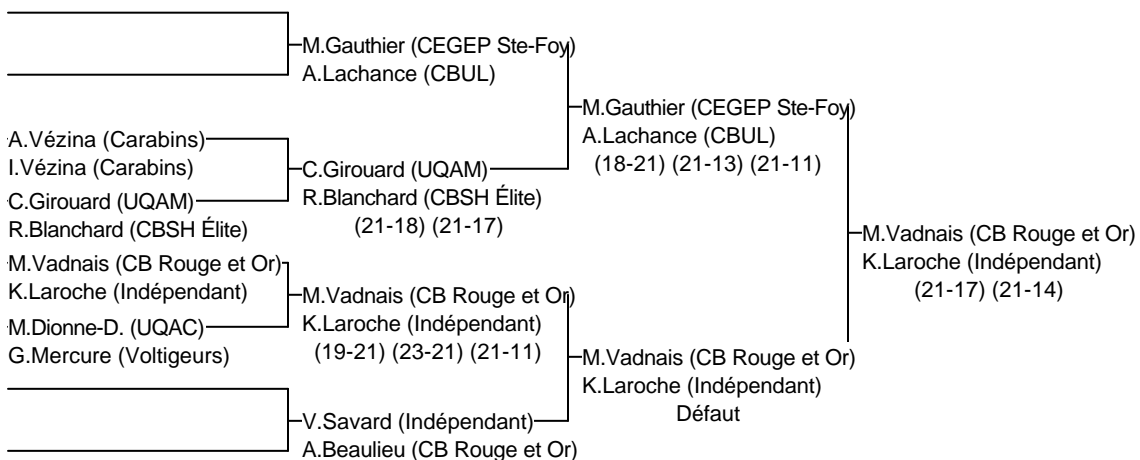 M.Gauthier (CEGEP Ste-Foy)
A.Lachance (CBUL)
M.Gauthier (CEGEP Ste-Foy)
A.Lachance (CBUL)
(18-21) (21-13) (21-11)
A.Vézina (Carabins)
I.Vézina (Carabins)
C.Girouard (UQAM)
R.Blanchard (CBSH Élite)
C.Girouard (UQAM)
R.Blanchard (CBSH Élite)
(21-18) (21-17)
M.Vadnais (CB Rouge et Or)
K.Laroche (Indépendant)
(21-17) (21-14)
M.Vadnais (CB Rouge et Or)
K.Laroche (Indépendant)
M.Dionne-D. (UQAC)
G.Mercure (Voltigeurs)
M.Vadnais (CB Rouge et Or)
K.Laroche (Indépendant)
(19-21) (23-21) (21-11)
M.Vadnais (CB Rouge et Or)
K.Laroche (Indépendant)
Défaut
V.Savard (Indépendant)
A.Beaulieu (CB Rouge et Or)